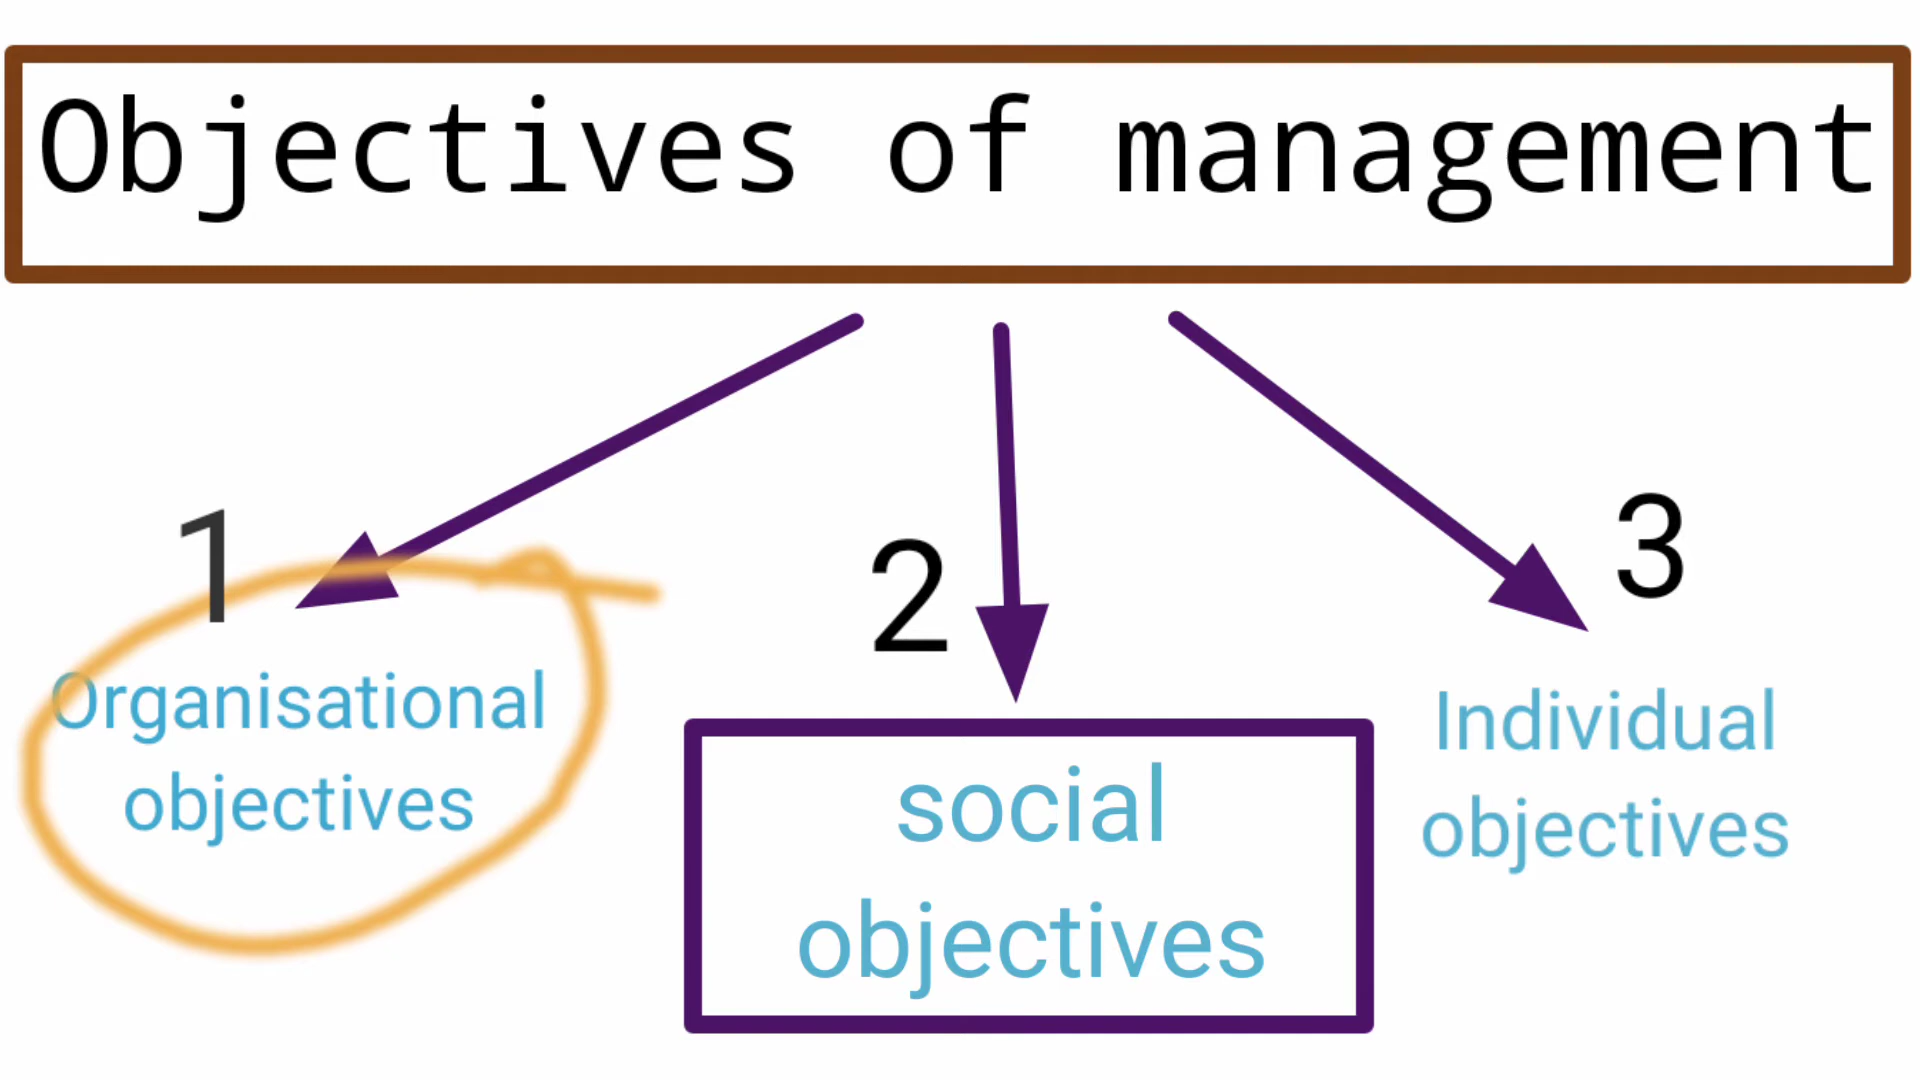 Objectives of management
1
Organisational
objectives
2
social
objectives
3
Individual
objectives